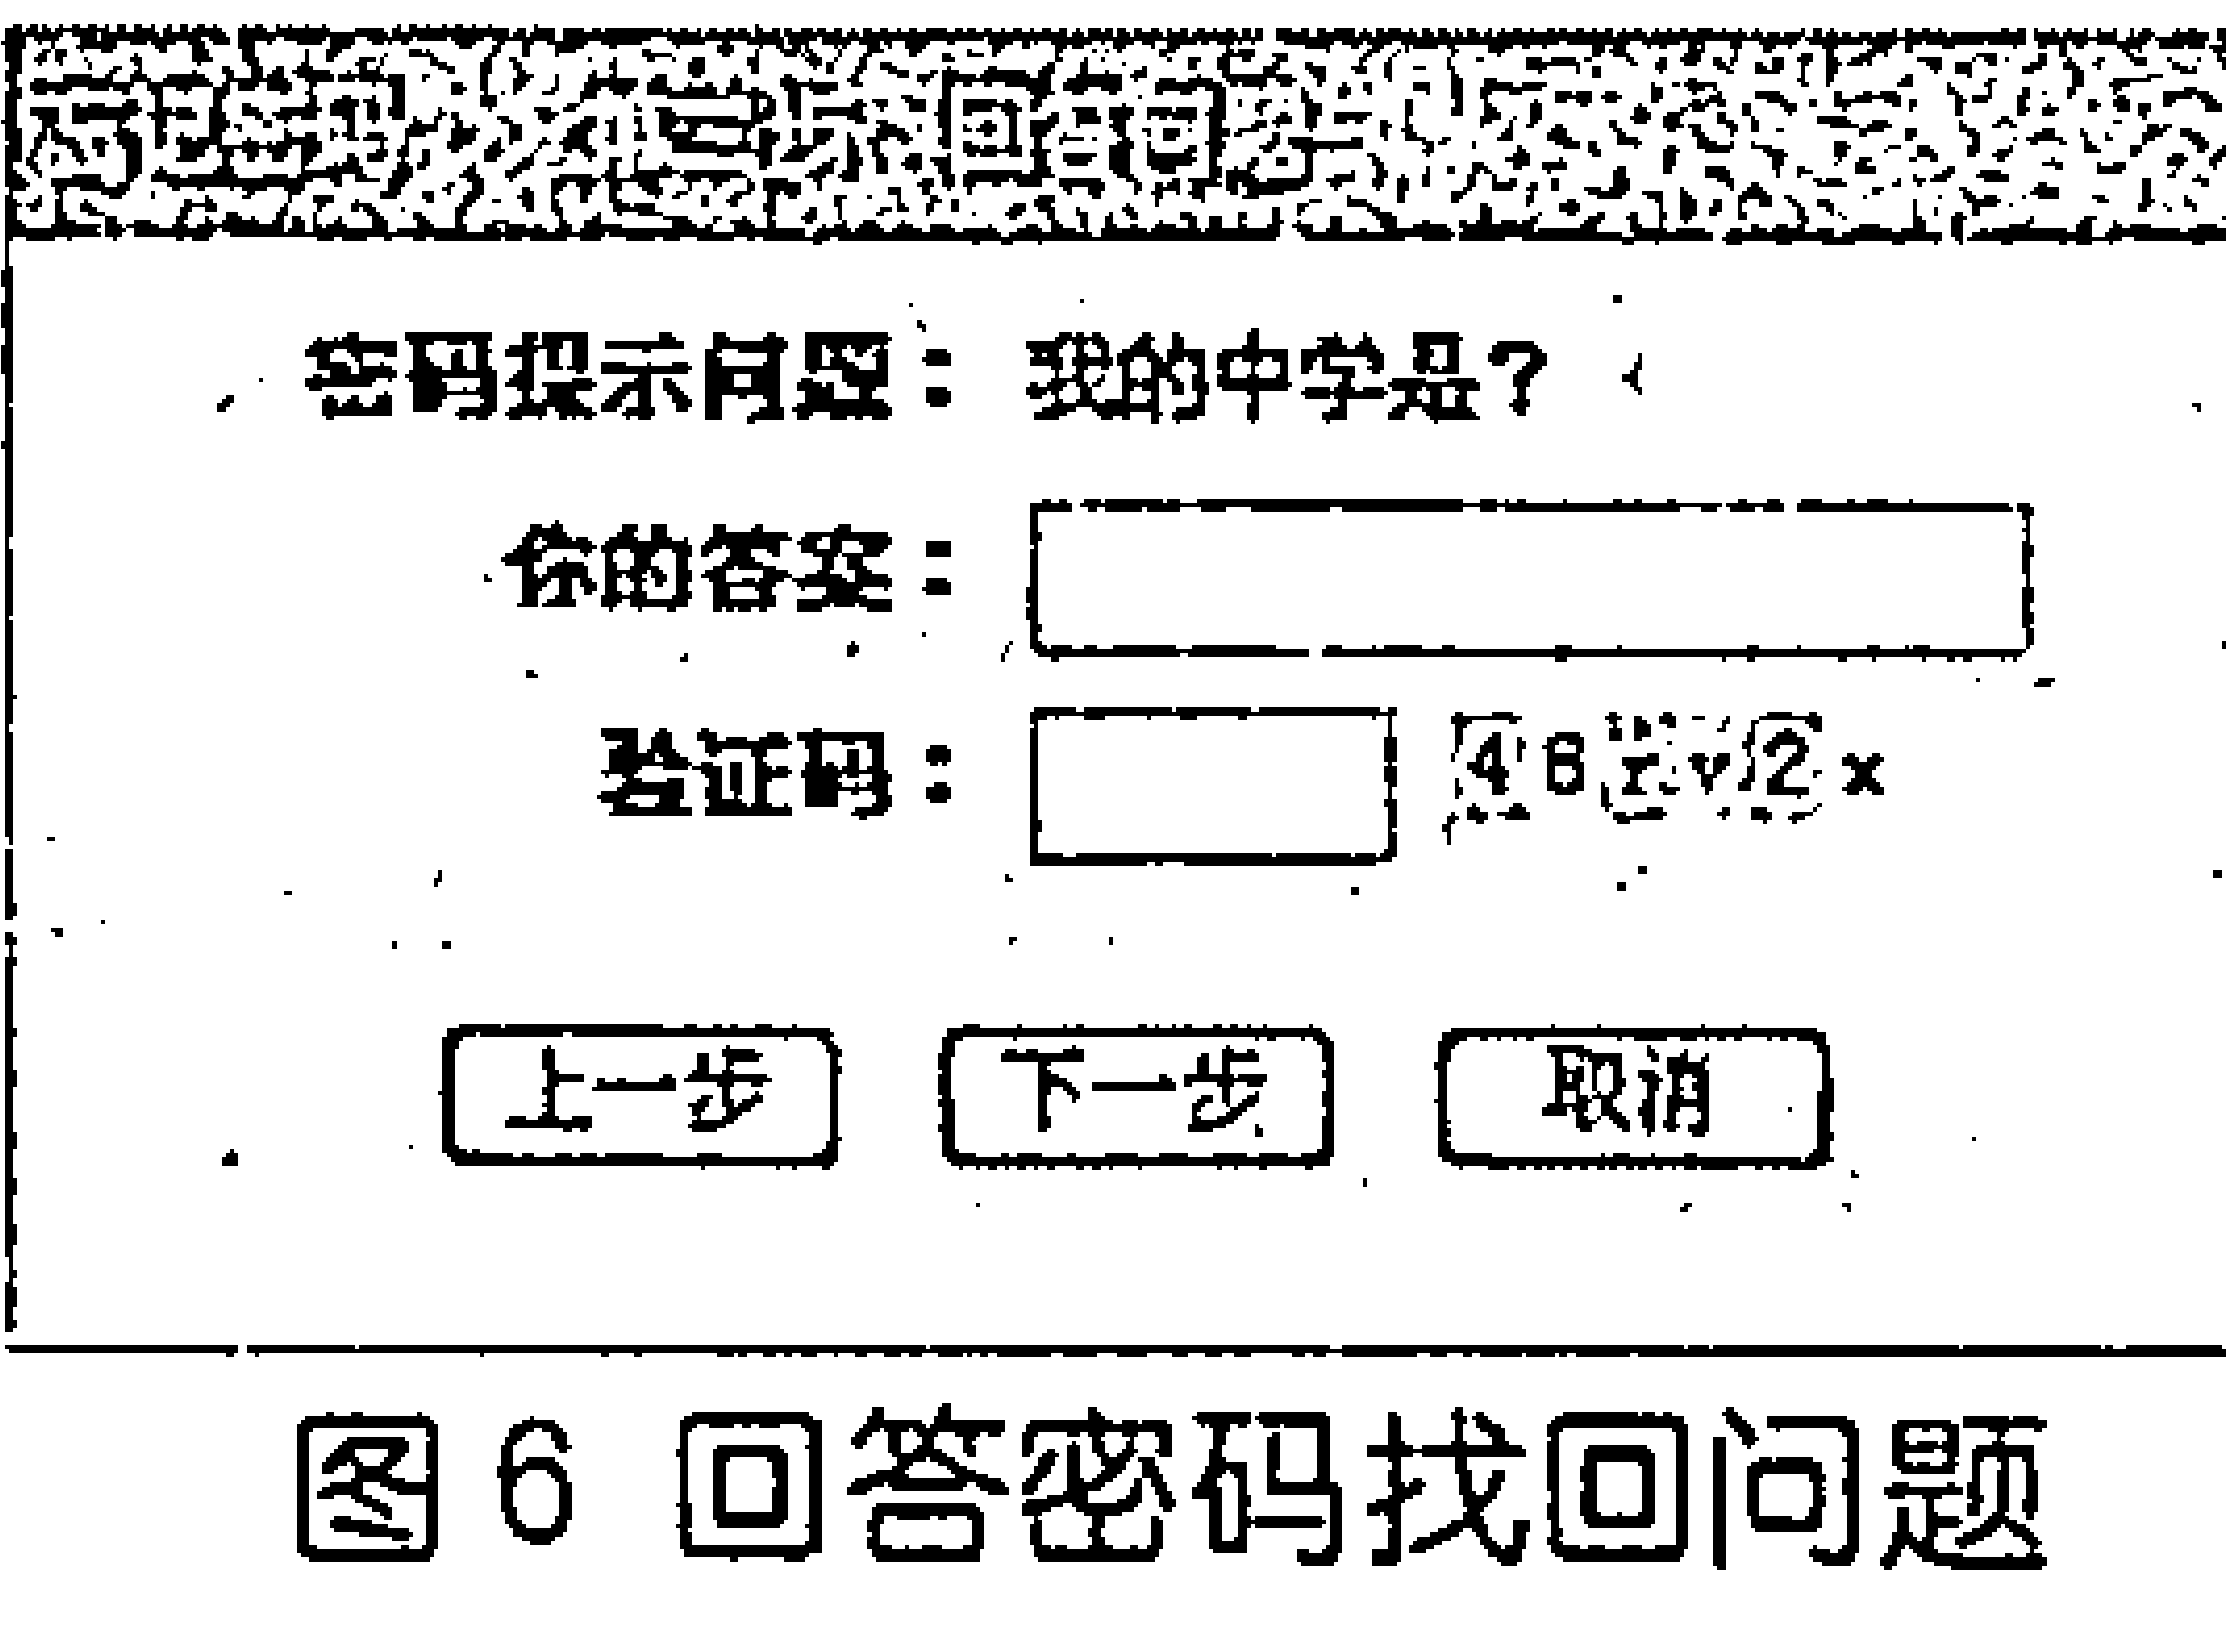 密码提示问题： 我的中学是?
你的答案：
验证码： 46rv2x
上一步 下一步 取消
图 6 回答密码找回问题